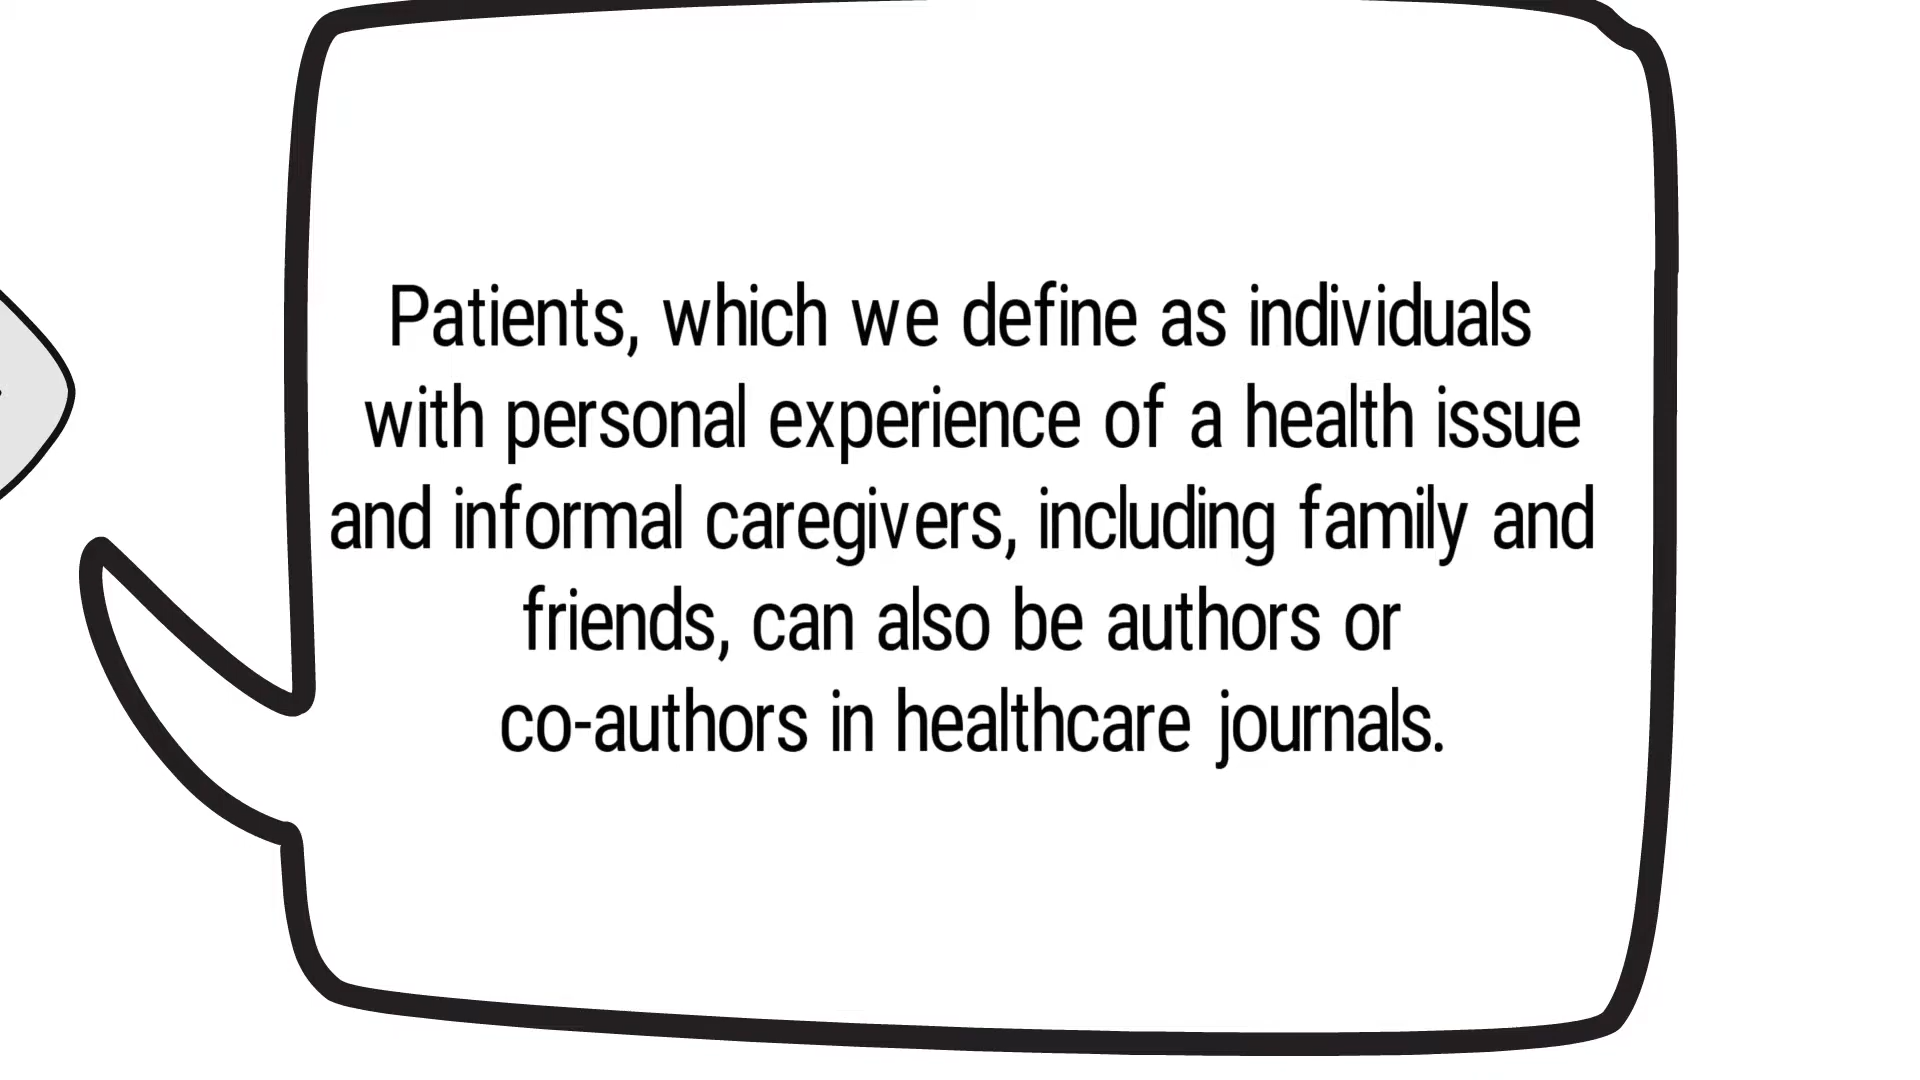 Patients, which we define as individuals
with personal experience of a health issue
and informal caregivers, including family and
friends, can also be authors or
co-authors in healthcare journals.